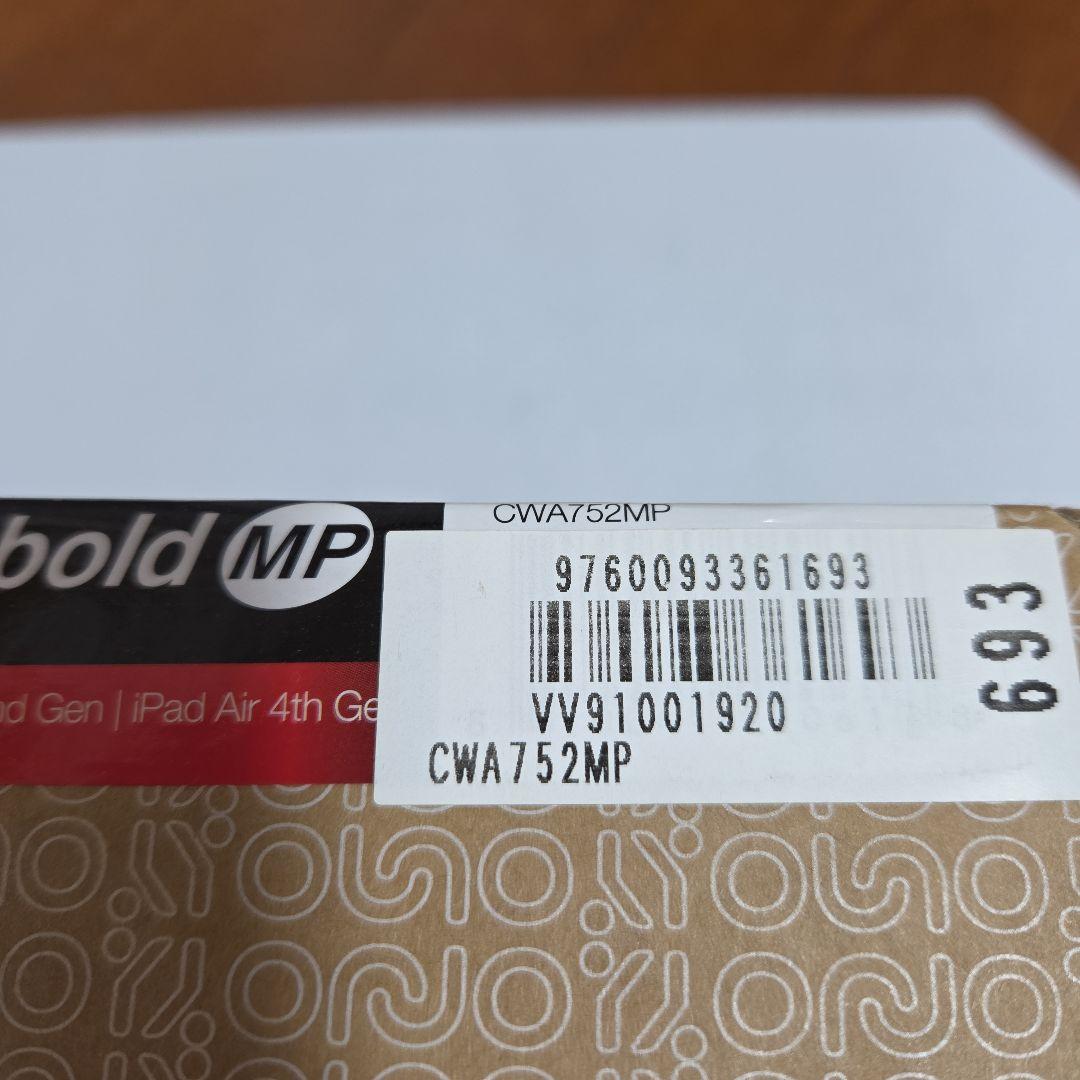 CWA752MP
bold MP
9760093361693
693
nd Gen | iPad Air 4th Ge
VV91001920
CWA752MP